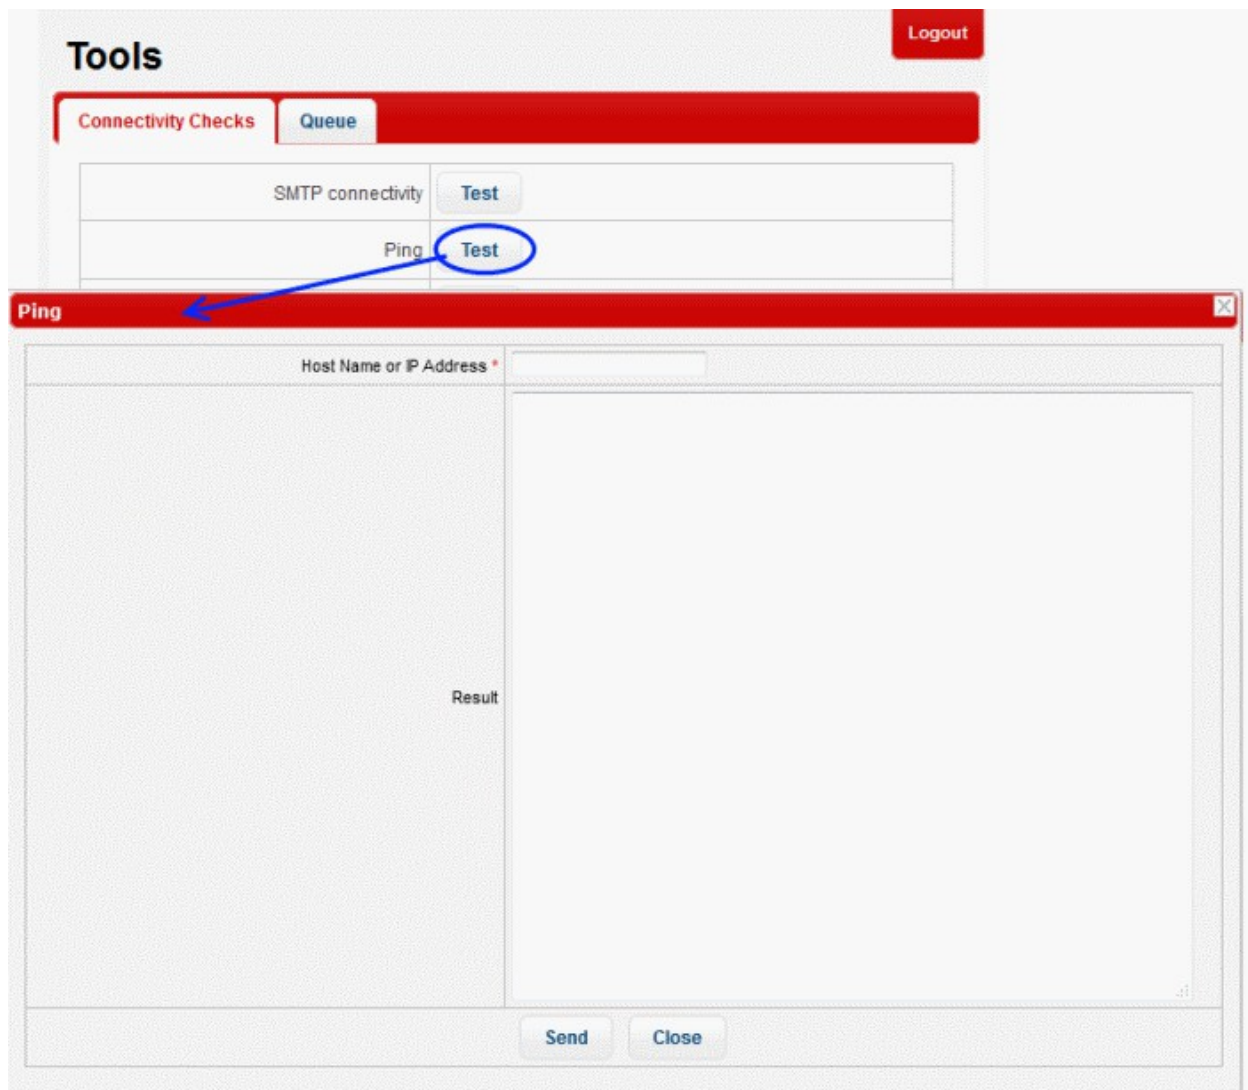 Logout
Tools
Connectivity Checks Queue
SMTP connectivity Test
Ping Test
Ping
Host Name or IP Address *
Result
Send Close